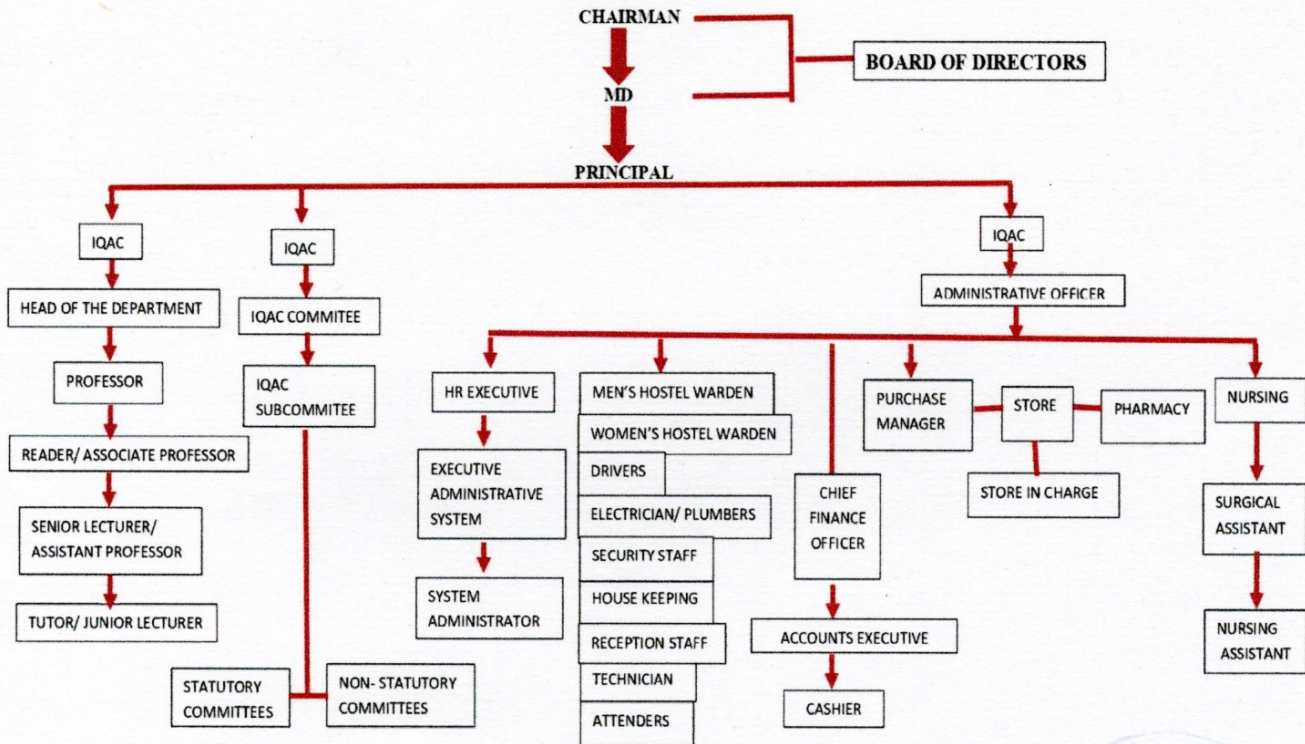 CHAIRMAN
BOARD OF DIRECTORS
MD
PRINCIPAL
IQAC
HEAD OF THE DEPARTMENT
PROFESSOR
READER/ ASSOCIATE PROFESSOR
SENIOR LECTURER/
ASSISTANT PROFESSOR
TUTOR/ JUNIOR LECTURER
IQAC
IQAC COMMITEE
IQAC
SUBCOMMITEE
STATUTORY
COMMITTEES
NON- STATUTORY
COMMITTEES
IQAC
ADMINISTRATIVE OFFICER
HR EXECUTIVE
EXECUTIVE
ADMINISTRATIVE
SYSTEM
SYSTEM
ADMINISTRATOR
MEN'S HOSTEL WARDEN
WOMEN'S HOSTEL WARDEN
DRIVERS
ELECTRICIAN/ PLUMBERS
SECURITY STAFF
HOUSE KEEPING
RECEPTION STAFF
TECHNICIAN
ATTENDERS
CHIEF
FINANCE
OFFICER
ACCOUNTS EXECUTIVE
CASHIER
PURCHASE
MANAGER
STORE
PHARMACY
STORE IN CHARGE
NURSING
SURGICAL
ASSISTANT
NURSING
ASSISTANT